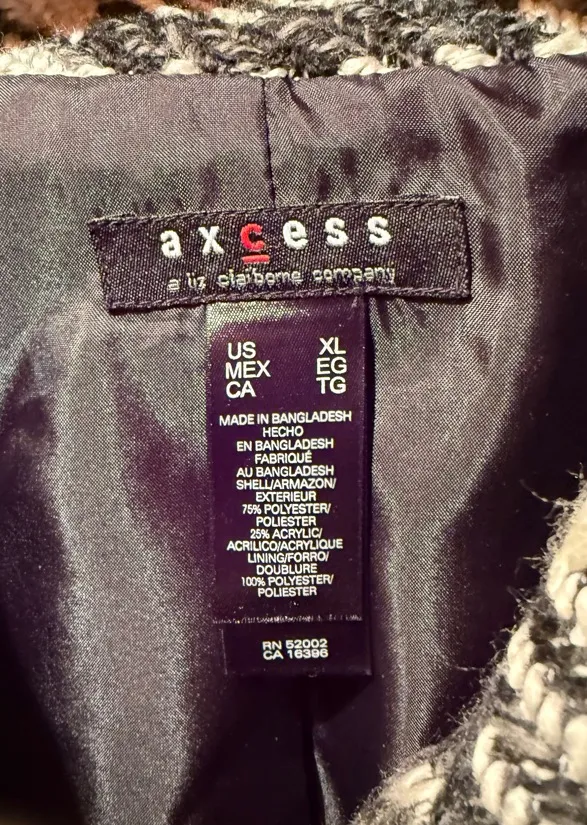 axcess
a liz claiborne company
US XL
MEX EG
CA TG
MADE IN BANGLADESH
HECHO
EN BANGLADESH
FABRIQUÉ
AU BANGLADESH
SHELL/ARMAZON/
EXTERIEUR
75% POLYESTER/
POLIESTER
25% ACRYLIC/
ACRILICO/ACRYLIQUE
LINING/FORRO/
DOUBLURE
100% POLYESTER/
POLIESTER
RN 52002
CA 16396